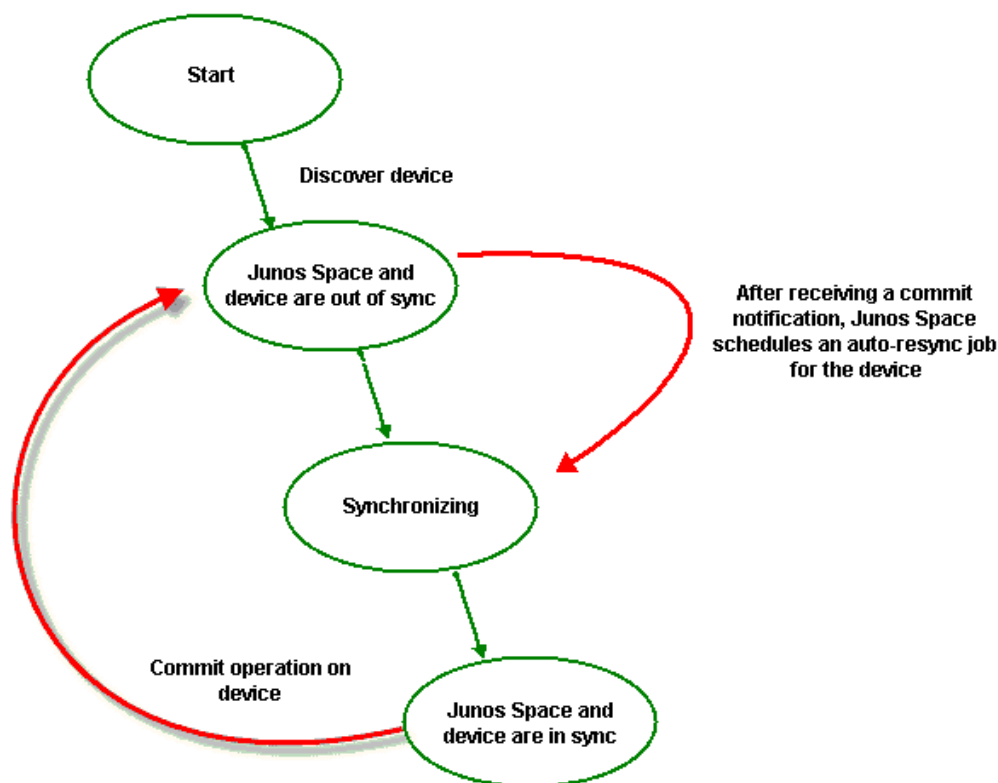 Start
Discover device
Junos Space and
device are out of sync
After receiving a commit
notification, Junos Space
schedules an auto-resync job
for the device
Synchronizing
Commit operation on
device
Junos Space and
device are in sync